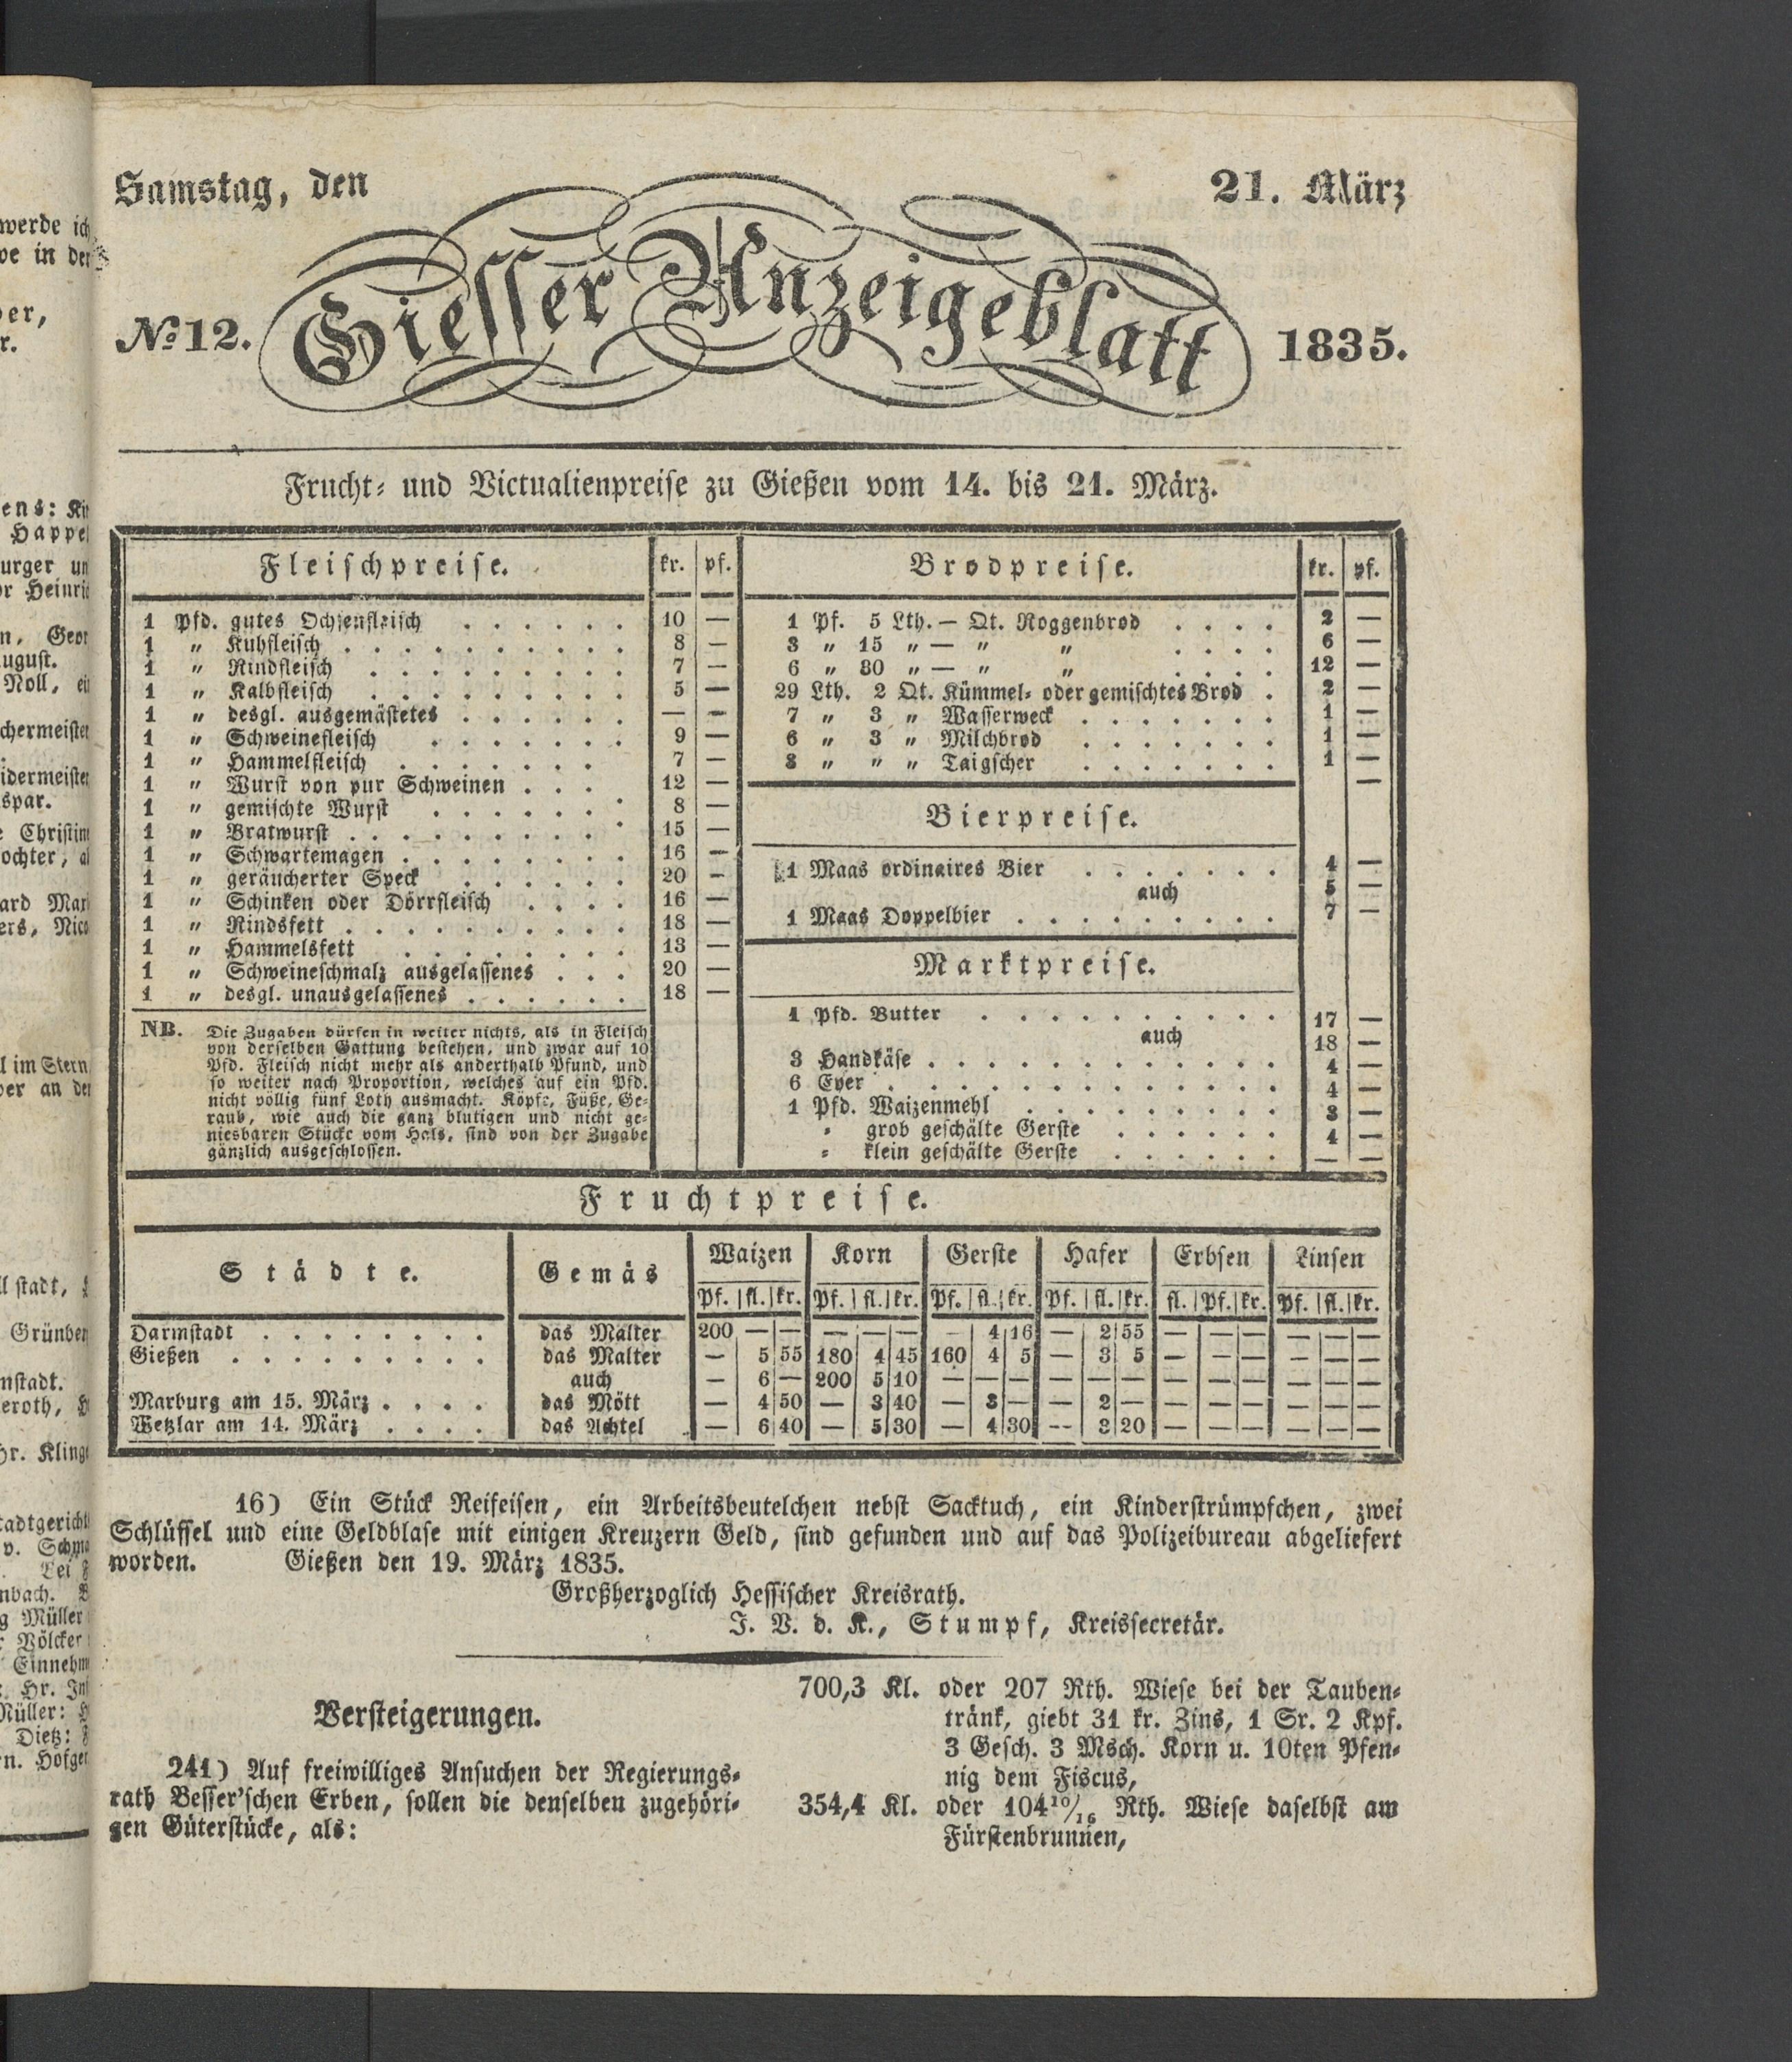 Samstag, den 21. März
No 12. Giesser Anzeigeblatt 1835.
Frucht- und Victualienpreise zu Gießen vom 14. bis 21. März.
Fleischpreise. kr. pf.
1 Pfd. gutes Ochsenfleisch . . . . . . 10 —
1 „ Kuhfleisch . . . . . . . . . . 8 —
1 „ Rindfleisch . . . . . . . . . 7 —
1 „ Kalbfleisch . . . . . . . . . 5 —
1 „ desgl. ausgemästetes . . . . . . — —
1 „ Schweinefleisch . . . . . . . 9 —
1 „ Hammelfleisch . . . . . . . 7 —
1 „ Wurst von pur Schweinen . . . . 12 —
1 „ gemischte Wurst . . . . . . 8 —
1 „ Bratwurst . . . . . . . . . . 15 —
1 „ Schwartemagen . . . . . . . . 16 —
1 „ geräucherter Speck . . . . . . 20 —
1 „ Schinken oder Dörrfleisch . . . . 16 —
1 „ Rindsfett . . . . . . . . . . 18 —
1 „ Hammelsfett . . . . . . . . 13 —
1 „ Schweineschmalz ausgelassenes . . . 20 —
1 „ desgl. unausgelassenes . . . . . . 18 —
NB. Die Zugaben dürfen in weiter nichts, als in Fleisch
von derselben Gattung bestehen, und zwar auf 10
Pfd. Fleisch nicht mehr als anderthalb Pfund, und
so weiter nach Proportion, welches auf ein Pfd.
nicht völlig fünf Loth ausmacht. Köpfe, Füße, Ge-
raub, wie auch die ganz blutigen und nicht ge-
niesbaren Stücke vom Hals, sind von der Zugabe
gänzlich ausgeschlossen.
Brodpreise. kr. pf.
1 Pf. 5 Lth. — Qt. Roggenbrod . . . . 2 —
3 „ 15 „ — „ „ . . . . 6 —
6 „ 30 „ — „ „ . . . . 12 —
29 Lth. 2 Qt. Kümmel- oder gemischtes Brod . 2 —
7 „ 3 „ Wasserweck . . . . . . . 1 —
6 „ 3 „ Milchbrod . . . . . . . 1 —
3 „ „ „ Taigscher . . . . . . . 1 —
—
Bierpreise.
1 Maas ordinaires Bier . . . . . . . 4 —
auch 5 —
1 Maas Doppelbier . . . . . . . . . 7 —
Marktpreise.
1 Pfd. Butter . . . . . . . . . . 17 —
auch 18 —
3 Handkäse . . . . . . . . . . . . 4 —
6 Eyer . . . . . . . . . . . . . 4 —
1 Pfd. Waizenmehl . . . . . . . . . 3 —
= grob geschälte Gerste . . . . . . 4 —
= klein geschälte Gerste . . . . . . — —
Fruchtpreise.
Städte. Gemäs Waizen Korn Gerste Hafer Erbsen Linsen
Pf. fl. kr. Pf. fl. kr. Pf. fl. kr. Pf. fl. kr. fl. Pf. kr. Pf. fl. kr.
Darmstadt . . . . . . . . das Malter 200 — — — — — — 4 16 — 2 55 — — — — — —
Gießen . . . . . . . . . das Malter — 5 55 180 4 45 160 4 5 — 3 5 — — — — — —
auch — 6 — 200 5 10 — — — — — — — — — — — —
Marburg am 15. März . . . . das Mött — 4 50 — 3 40 — 3 — — 2 — — — — — — —
Wetzlar am 14. März . . . . das Achtel — 6 40 — 5 30 — 4 30 — 3 20 — — — — — —
16) Ein Stück Reifeisen, ein Arbeitsbeutelchen nebst Sacktuch, ein Kinderstrümpfchen, zwei
Schlüssel und eine Geldblase mit einigen Kreuzern Geld, sind gefunden und auf das Polizeibureau abgeliefert
worden. Gießen den 19. März 1835.
Großherzoglich Hessischer Kreisrath.
J. V. d. K., Stumpf, Kreissecretär.
Versteigerungen.
241) Auf freiwilliges Ansuchen der Regierungs-
rath Besser'schen Erben, sollen die denselben zugehöri-
gen Güterstücke, als:
700,3 Kl. oder 207 Rth. Wiese bei der Tauben-
tränk, giebt 31 kr. Zins, 1 Sr. 2 Kpf.
3 Gesch. 3 Msch. Korn u. 10ten Pfen-
nig dem Fiscus,
354,4 Kl. oder 104 10/16 Rth. Wiese daselbst am
Fürstenbrunnen,